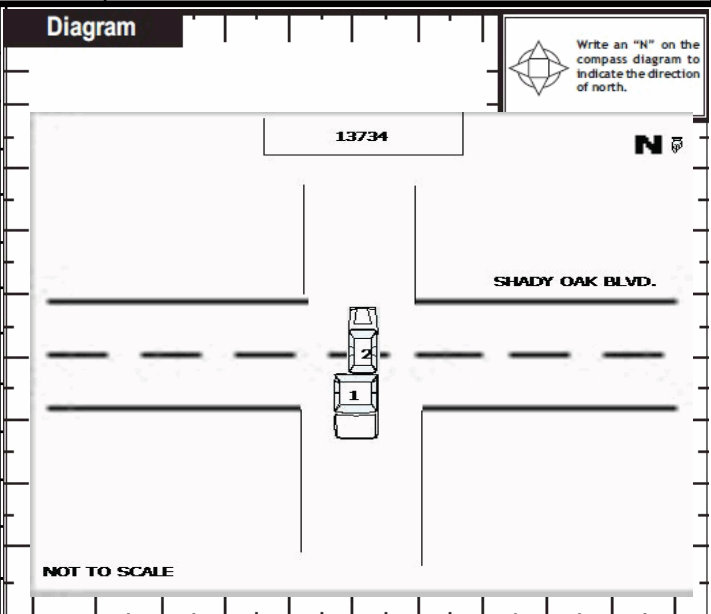 Diagram
Write an “N” on the
compass diagram to
indicate the direction
of north.
13734
N
SHADY OAK BLVD.
2
1
NOT TO SCALE